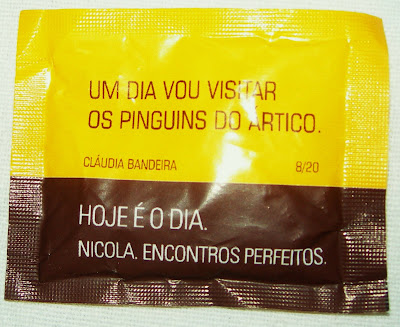 UM DIA VOU VISITAR
OS PINGUINS DO ÁRTICO.
CLÁUDIA BANDEIRA 8/20
HOJE É O DIA.
NICOLA. ENCONTROS PERFEITOS.